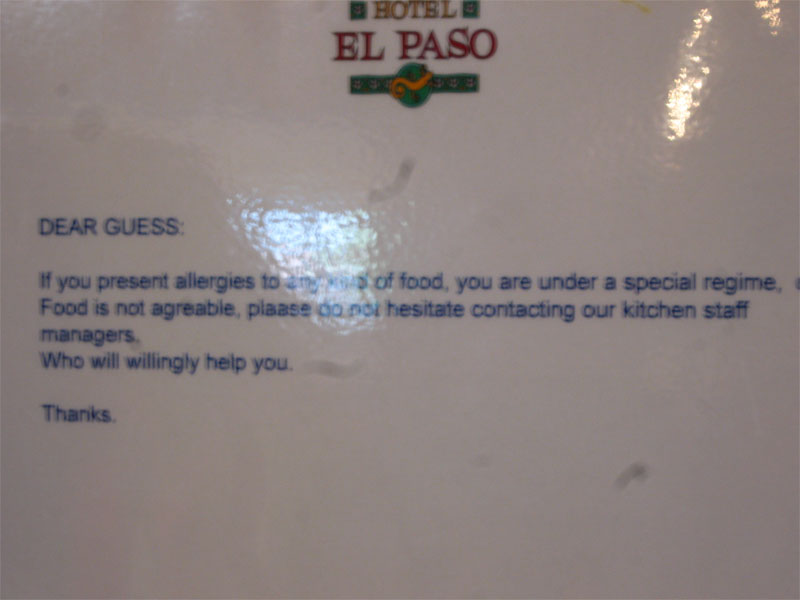 HOTEL
EL PASO
DEAR GUESS:
If you present allergies to any kind of food, you are under a special regime,
Food is not agreable, plaase do not hesitate contacting our kitchen staff
managers.
Who will willingly help you.
Thanks.